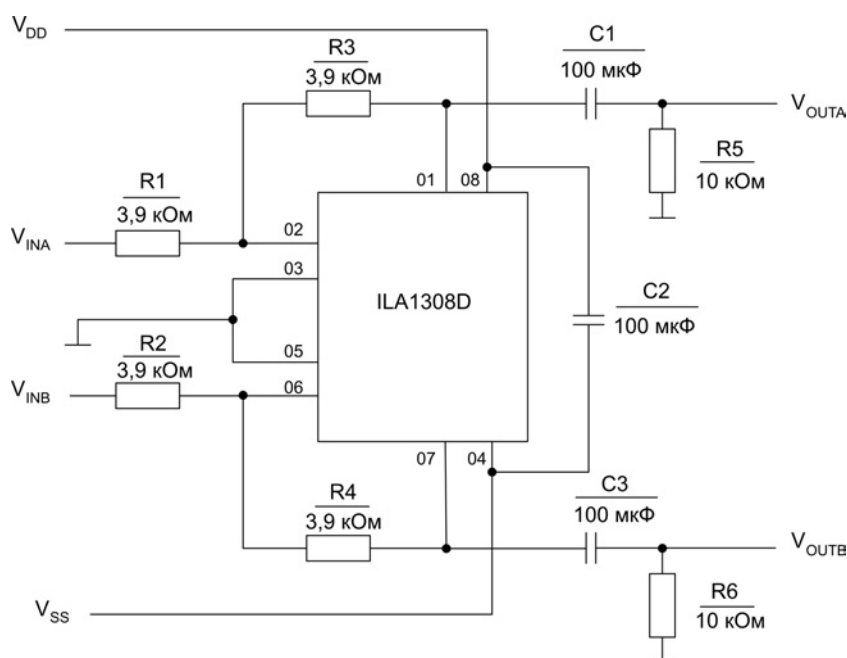 V_DD
R3
3,9 кОм
C1
100 мкФ
V_OUTA
R5
10 кОм
01
08
R1
3,9 кОм
V_INA
02
03
ILA1308D
C2
100 мкФ
05
R2
3,9 кОм
V_INB
06
07
04
R4
3,9 кОм
C3
100 мкФ
V_OUTB
V_SS
R6
10 кОм